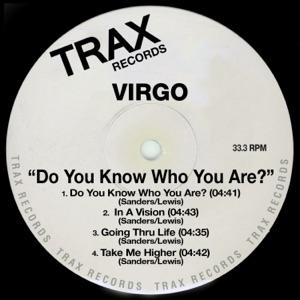 TRAX
RECORDS
VIRGO
33.3 RPM
“Do You Know Who You Are?”
1. Do You Know Who You Are? (04:41)
(Sanders/Lewis)
2. In A Vision (04:43)
(Sanders/Lewis)
3. Going Thru Life (04:35)
(Sanders/Lewis)
4. Take Me Higher (04:42)
(Sanders/Lewis)
TRAX RECORDS TRAX RECORDS TRAX RECORDS